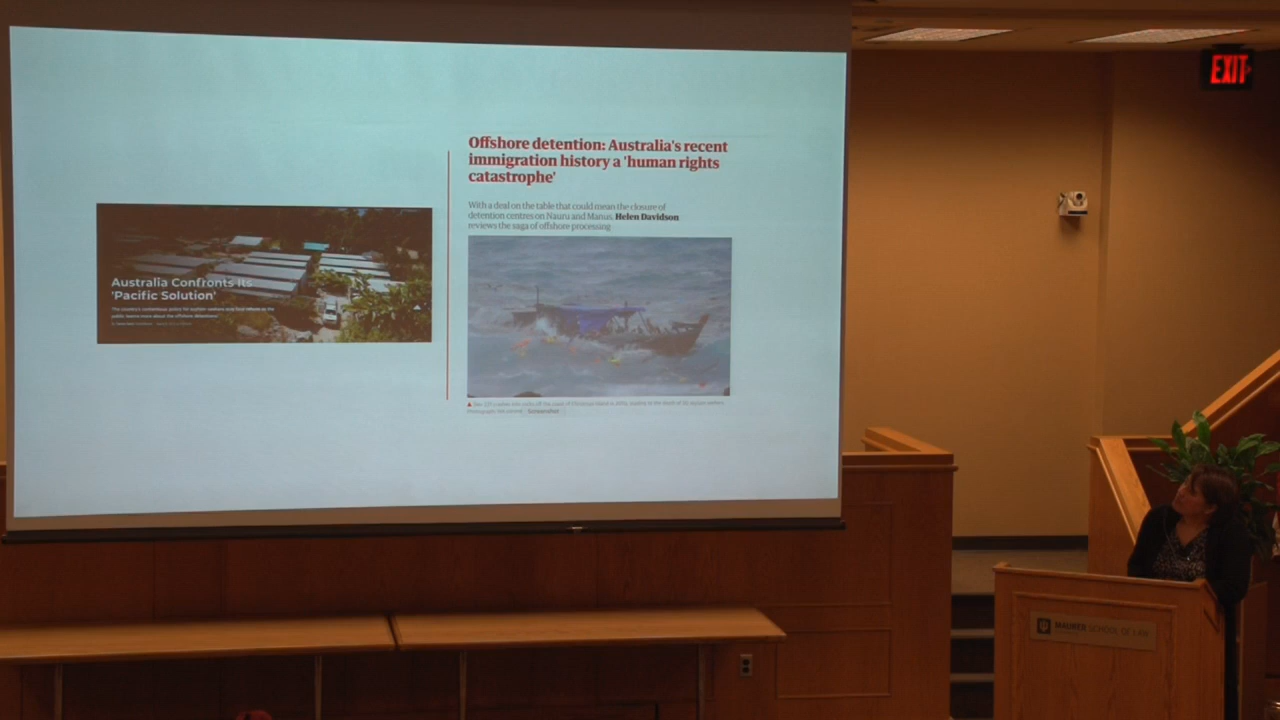 EXIT
Offshore detention: Australia's recent
immigration history a 'human rights
catastrophe'
With a deal on the table that could mean the closure of
detention centres on Nauru and Manus, Helen Davidson
reviews the saga of offshore processing
Australia Confronts Its
'Pacific Solution'
MAURER SCHOOL OF LAW